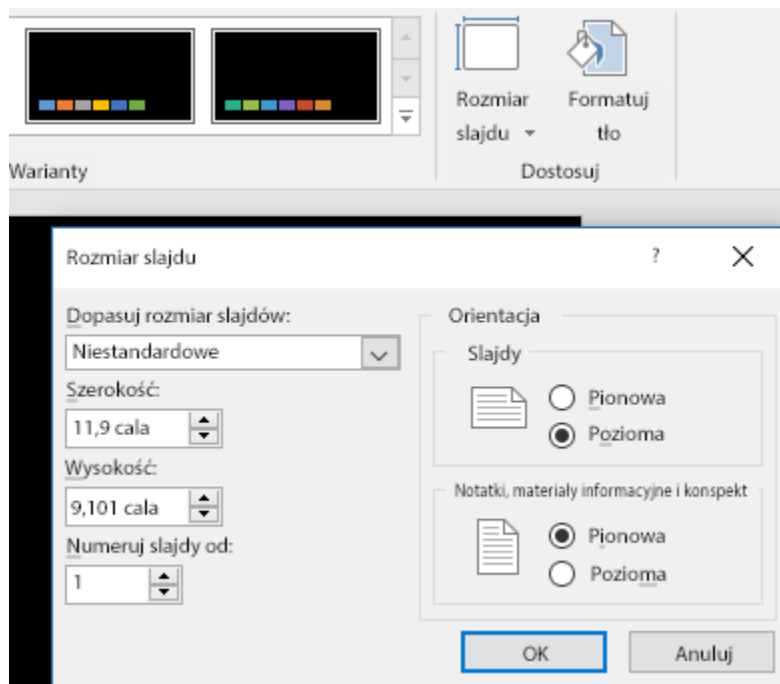 Rozmiar
slajdu
Formatuj
tło
Warianty
Dostosuj
Rozmiar slajdu
?
Dopasuj rozmiar slajdów:
Niestandardowe
Szerokość:
11,9 cala
Wysokość:
9,101 cala
Numeruj slajdy od:
1
Orientacja
Slajdy
Pionowa
Pozioma
Notatki, materiały informacyjne i konspekt
Pionowa
Pozioma
OK
Anuluj